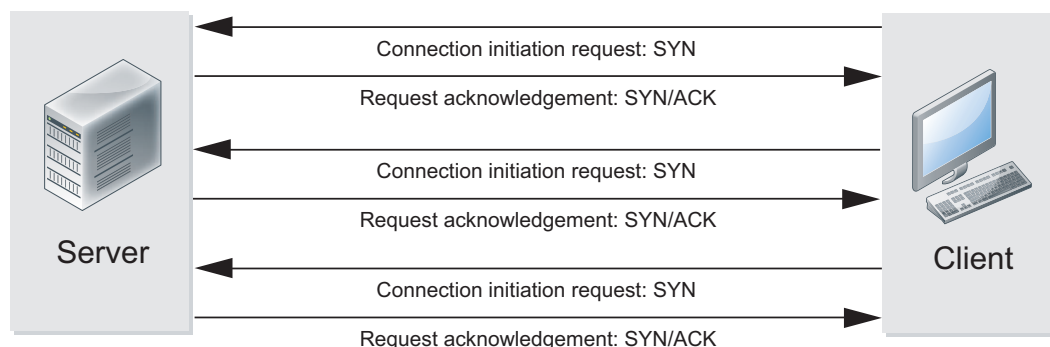 Connection initiation request: SYN
Request acknowledgement: SYN/ACK
Connection initiation request: SYN
Request acknowledgement: SYN/ACK
Server
Client
Connection initiation request: SYN
Request acknowledgement: SYN/ACK